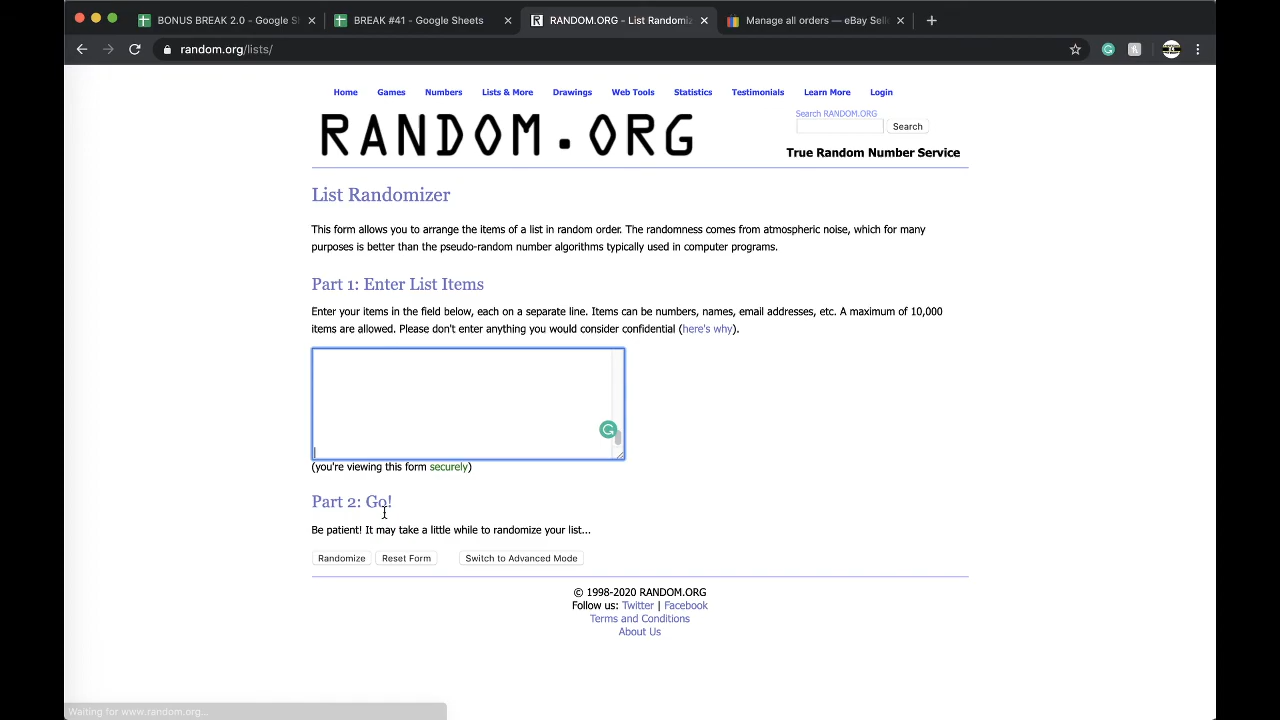 BONUS BREAK 2.0 - Google Sh
BREAK #41 - Google Sheets
RANDOM.ORG - List Randomiz
Manage all orders — eBay Sell
random.org/lists/
Home Games Numbers Lists & More Drawings Web Tools Statistics Testimonials Learn More Login
Search RANDOM.ORG
RANDOM.ORG
Search
True Random Number Service
List Randomizer
This form allows you to arrange the items of a list in random order. The randomness comes from atmospheric noise, which for many
purposes is better than the pseudo-random number algorithms typically used in computer programs.
Part 1: Enter List Items
Enter your items in the field below, each on a separate line. Items can be numbers, names, email addresses, etc. A maximum of 10,000
items are allowed. Please don't enter anything you would consider confidential (here's why).
(you're viewing this form securely)
Part 2: Go!
Be patient! It may take a little while to randomize your list...
Randomize Reset Form Switch to Advanced Mode
© 1998-2020 RANDOM.ORG
Follow us: Twitter | Facebook
Terms and Conditions
About Us
Waiting for www.random.org...